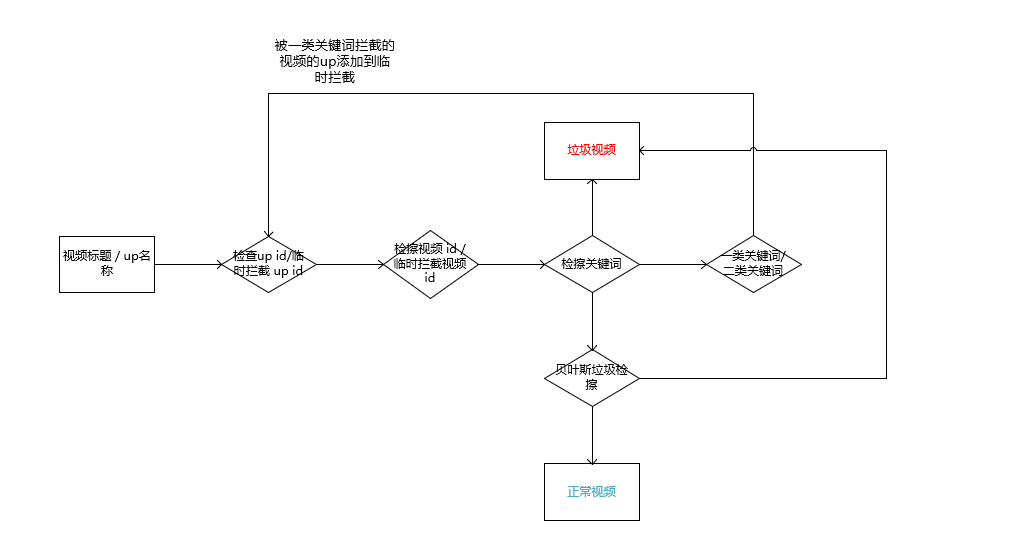 被一类关键词拦截的
视频的up添加到临
时拦截
垃圾视频
视频标题 / up名
称
检查up id/临
时拦截 up id
检擦视频 id /
临时拦截视频
id
检擦关键词
一类关键词/
二类关键词
贝叶斯垃圾检
擦
正常视频